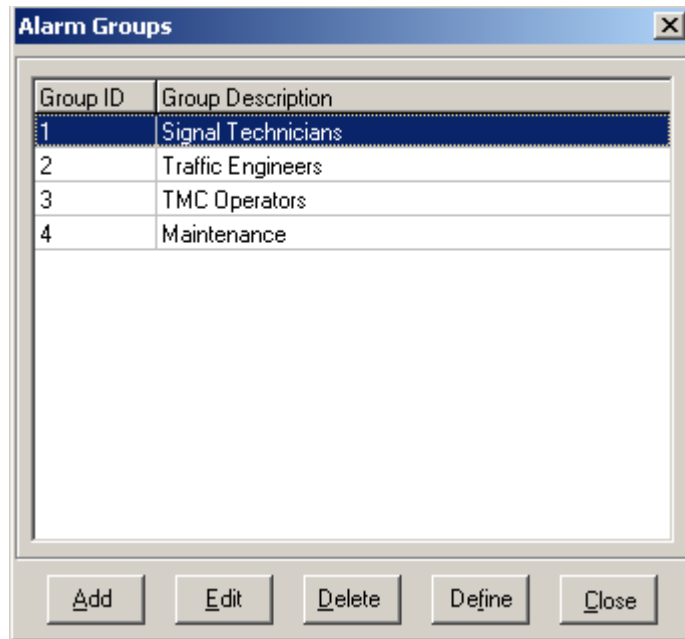 Alarm Groups
Group ID Group Description
1 Signal Technicians
2 Traffic Engineers
3 TMC Operators
4 Maintenance
Add Edit Delete Define Close